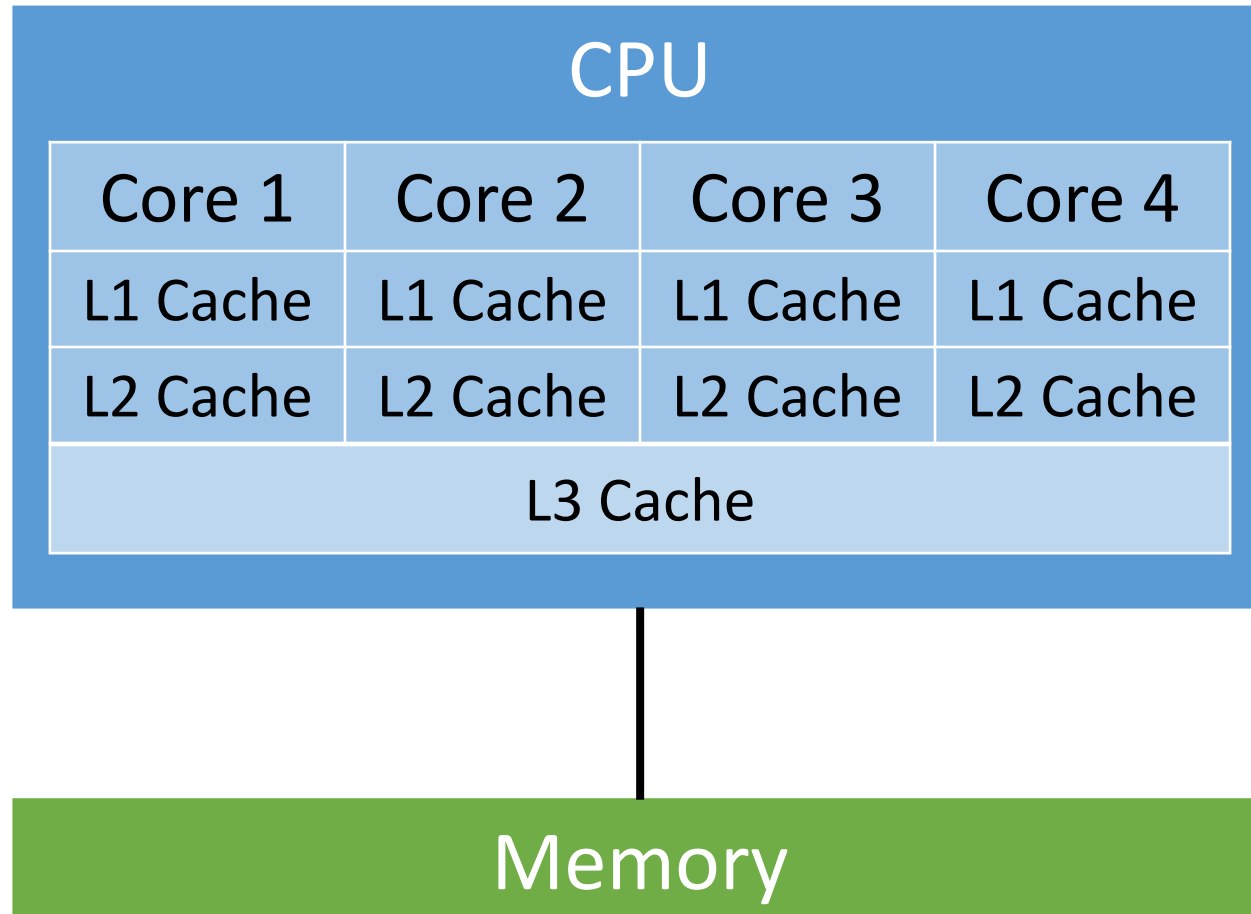 CPU
Core 1 Core 2 Core 3 Core 4
L1 Cache L1 Cache L1 Cache L1 Cache
L2 Cache L2 Cache L2 Cache L2 Cache
L3 Cache
Memory